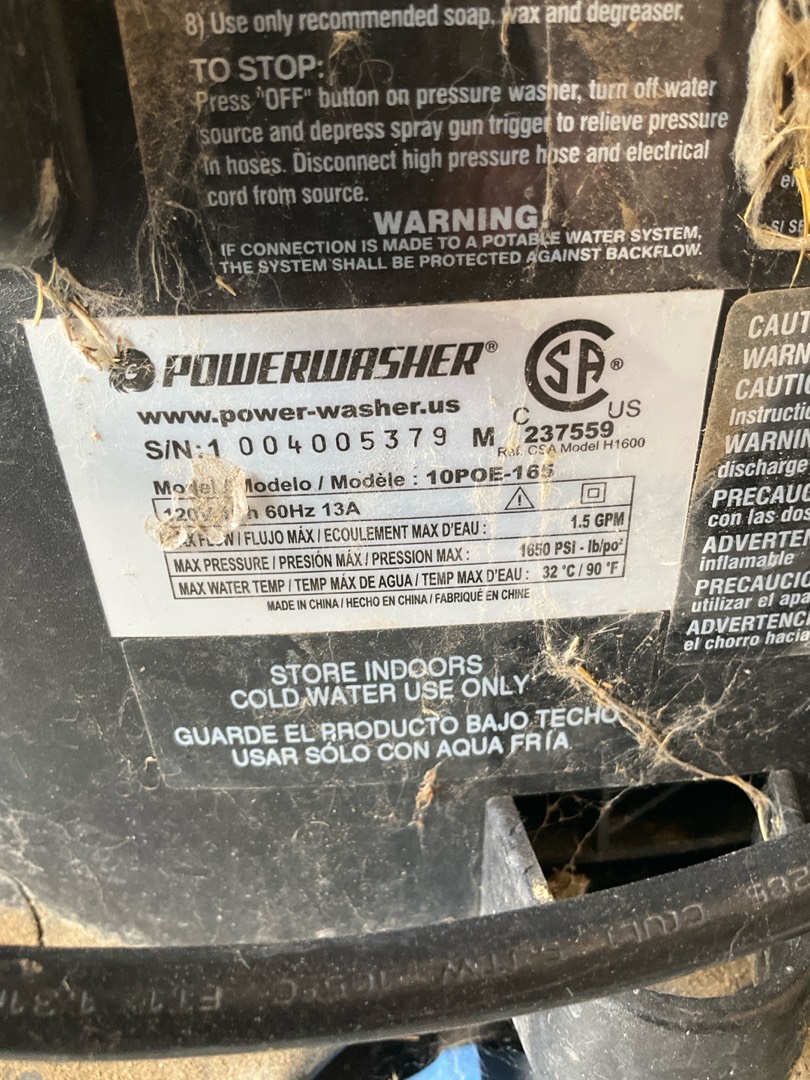 8) Use only recommended soap, wax and degreaser.
TO STOP:
Press "OFF" button on pressure washer, turn off water
source and depress spray gun trigger to relieve pressure
in hoses. Disconnect high pressure hose and electrical
cord from source.
WARNING!
IF CONNECTION IS MADE TO A POTABLE WATER SYSTEM,
THE SYSTEM SHALL BE PROTECTED AGAINST BACKFLOW.
POWERWASHER®
www.power-washer.us
S/N:1 004005379 M
CSA ®
C US
237559
Ref. CSA Model H1600
Model / Modelo / Modèle : 10POE-165
120V 60Hz 13A
FLOW / FLUJO MÁX / ECOULEMENT MAX D'EAU : 1.5 GPM
MAX PRESSURE / PRESIÓN MÁX / PRESSION MAX : 1650 PSI - lb/po²
MAX WATER TEMP / TEMP MÁX DE AGUA / TEMP MAX D'EAU : 32 °C / 90 °F
MADE IN CHINA / HECHO EN CHINA / FABRIQUÉ EN CHINE
STORE INDOORS
COLD WATER USE ONLY
GUARDE EL PRODUCTO BAJO TECHO
USAR SÓLO CON AQUA FRÍA
SI SE
CAUT
WARN
CAUTIO
Instructio
WARNIN
discharge
PRECAUC
con las dos
ADVERTEN
inflamable
PRECAUCIO
utilizar el apa
ADVERTENCI
el chorro hacia